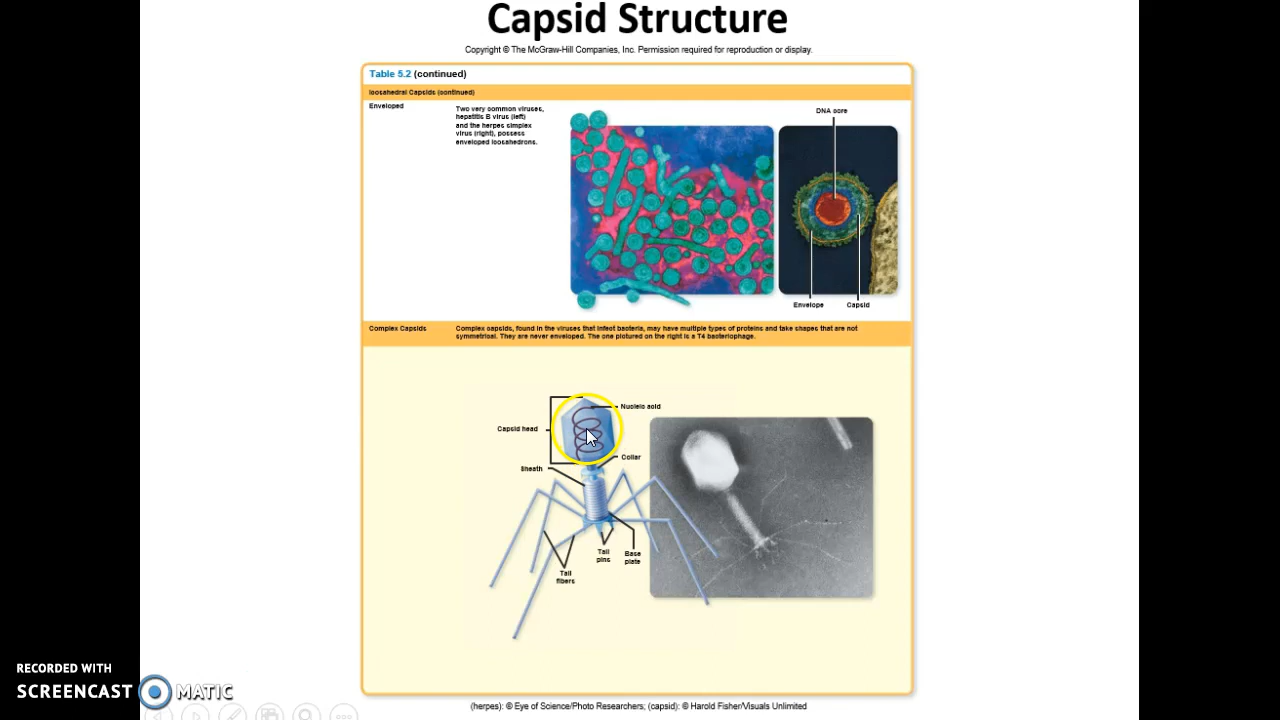 Capsid Structure
Copyright © The McGraw-Hill Companies, Inc. Permission required for reproduction or display.
Table 5.2 (continued)
Icosahedral Capsids (continued)
Enveloped
Two very common viruses,
hepatitis B virus (left)
and the herpes simplex
virus (right), possess
enveloped icosahedrons.
DNA core
Envelope
Capsid
Complex Capsids
Complex capsids, found in the viruses that infect bacteria, may have multiple types of proteins and take shapes that are not
symmetrical. They are never enveloped. The one pictured on the right is a T4 bacteriophage.
Nucleic acid
Capsid head
Collar
Sheath
Tail
pins
Base
plate
Tail
fibers
RECORDED WITH
SCREENCAST MATIC
(herpes): © Eye of Science/Photo Researchers; (capsid): © Harold Fisher/Visuals Unlimited